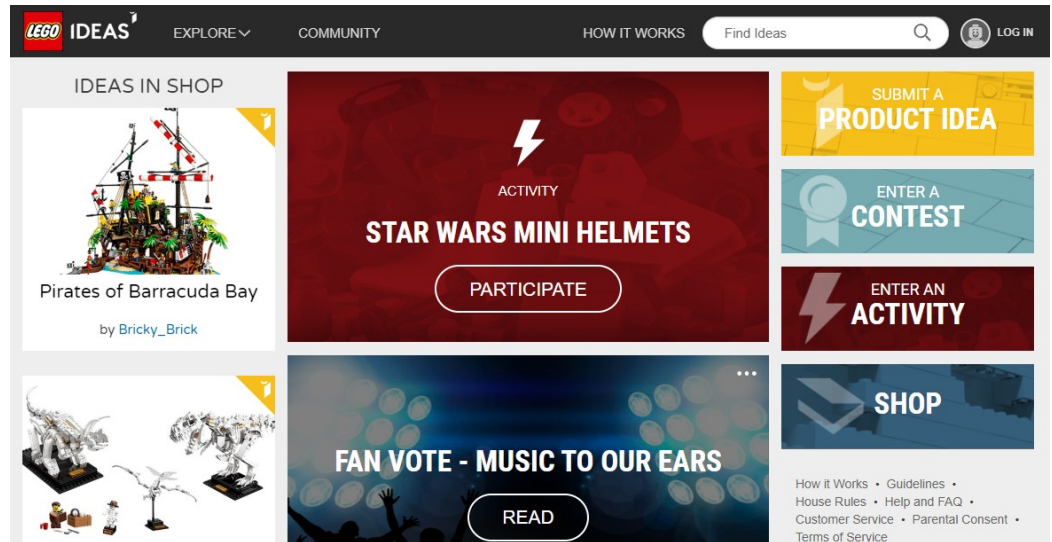 LEGO IDEAS
EXPLORE
COMMUNITY
HOW IT WORKS
Find Ideas
LOG IN
IDEAS IN SHOP
Pirates of Barracuda Bay
by Bricky_Brick
ACTIVITY
STAR WARS MINI HELMETS
PARTICIPATE
FAN VOTE - MUSIC TO OUR EARS
READ
SUBMIT A
PRODUCT IDEA
ENTER A
CONTEST
ENTER AN
ACTIVITY
SHOP
How it Works • Guidelines •
House Rules • Help and FAQ •
Customer Service • Parental Consent •
Terms of Service